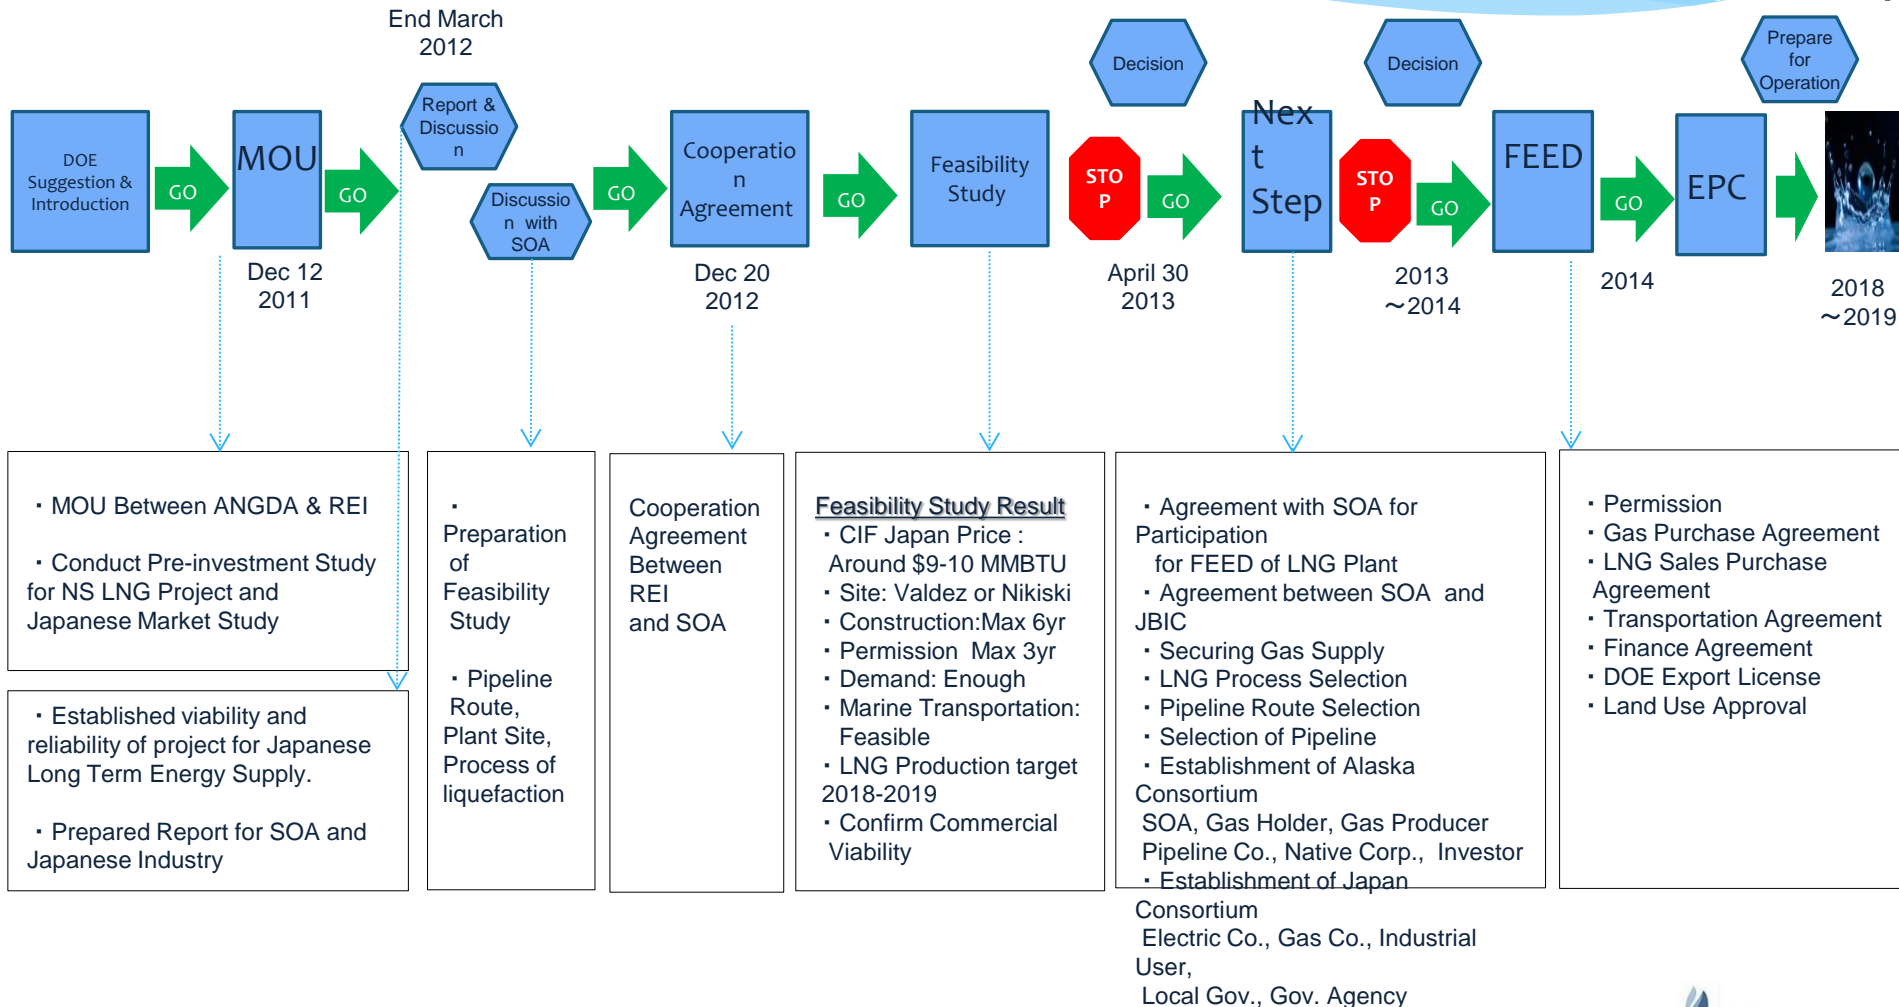 End March
2012
Decision
Decision
Prepare
for
Operation
DOE
Suggestion &
Introduction
GO
MOU
GO
Report &
Discussio
n
Discussio
n with
SOA
GO
Cooperatio
n
Agreement
GO
Feasibility
Study
STO
P
GO
Nex
t
Step
STO
P
GO
FEED
GO
EPC
Dec 12
2011
Dec 20
2012
April 30
2013
2013
～2014
2014
2018
～2019
・MOU Between ANGDA & REI
・Conduct Pre-investment Study
for NS LNG Project and
Japanese Market Study
・Established viability and
reliability of project for Japanese
Long Term Energy Supply.
・Prepared Report for SOA and
Japanese Industry
・
Preparation
of
Feasibility
Study
・Pipeline
Route,
Plant Site,
Process of
liquefaction
Cooperation
Agreement
Between
REI
and SOA
Feasibility Study Result
・CIF Japan Price :
Around $9-10 MMBTU
・Site: Valdez or Nikiski
・Construction:Max 6yr
・Permission Max 3yr
・Demand: Enough
・Marine Transportation:
Feasible
・LNG Production target
2018-2019
・Confirm Commercial
Viability
・Agreement with SOA for
Participation
for FEED of LNG Plant
・Agreement between SOA and
JBIC
・Securing Gas Supply
・LNG Process Selection
・Pipeline Route Selection
・Selection of Pipeline
・Establishment of Alaska
Consortium
SOA, Gas Holder, Gas Producer
Pipeline Co., Native Corp., Investor
・Establishment of Japan
Consortium
Electric Co., Gas Co., Industrial
User,
Local Gov., Gov. Agency
・Permission
・Gas Purchase Agreement
・LNG Sales Purchase
Agreement
・Transportation Agreement
・Finance Agreement
・DOE Export License
・Land Use Approval